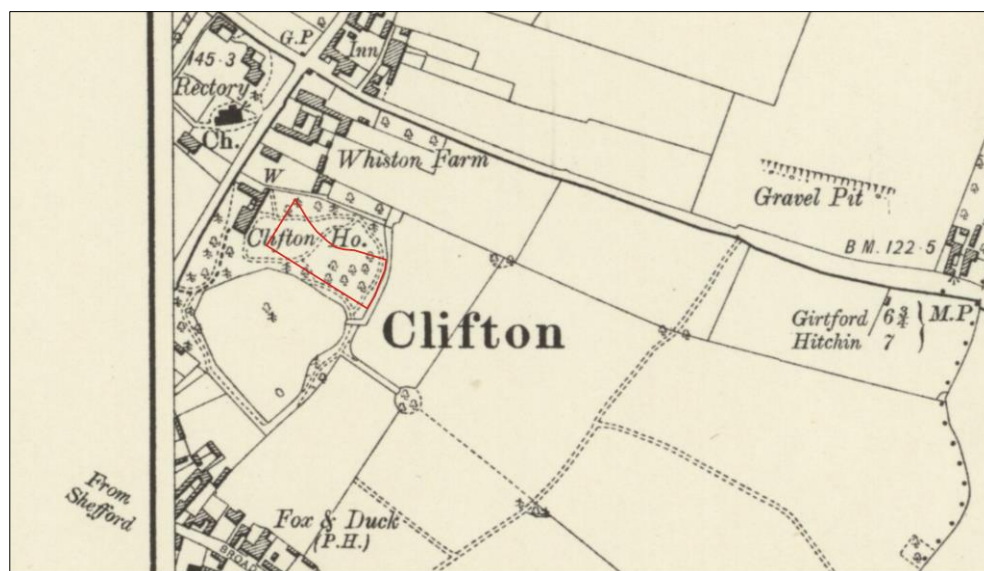 G.P
Inn
145·3
Rectory
Ch.
Whiston Farm
W
Gravel Pit
Clifton Ho.
B M. 122·5
Clifton
Girtford 6¾ } M.P.
Hitchin 7
From
Shefford
Fox & Duck
(P.H.)
BROAD